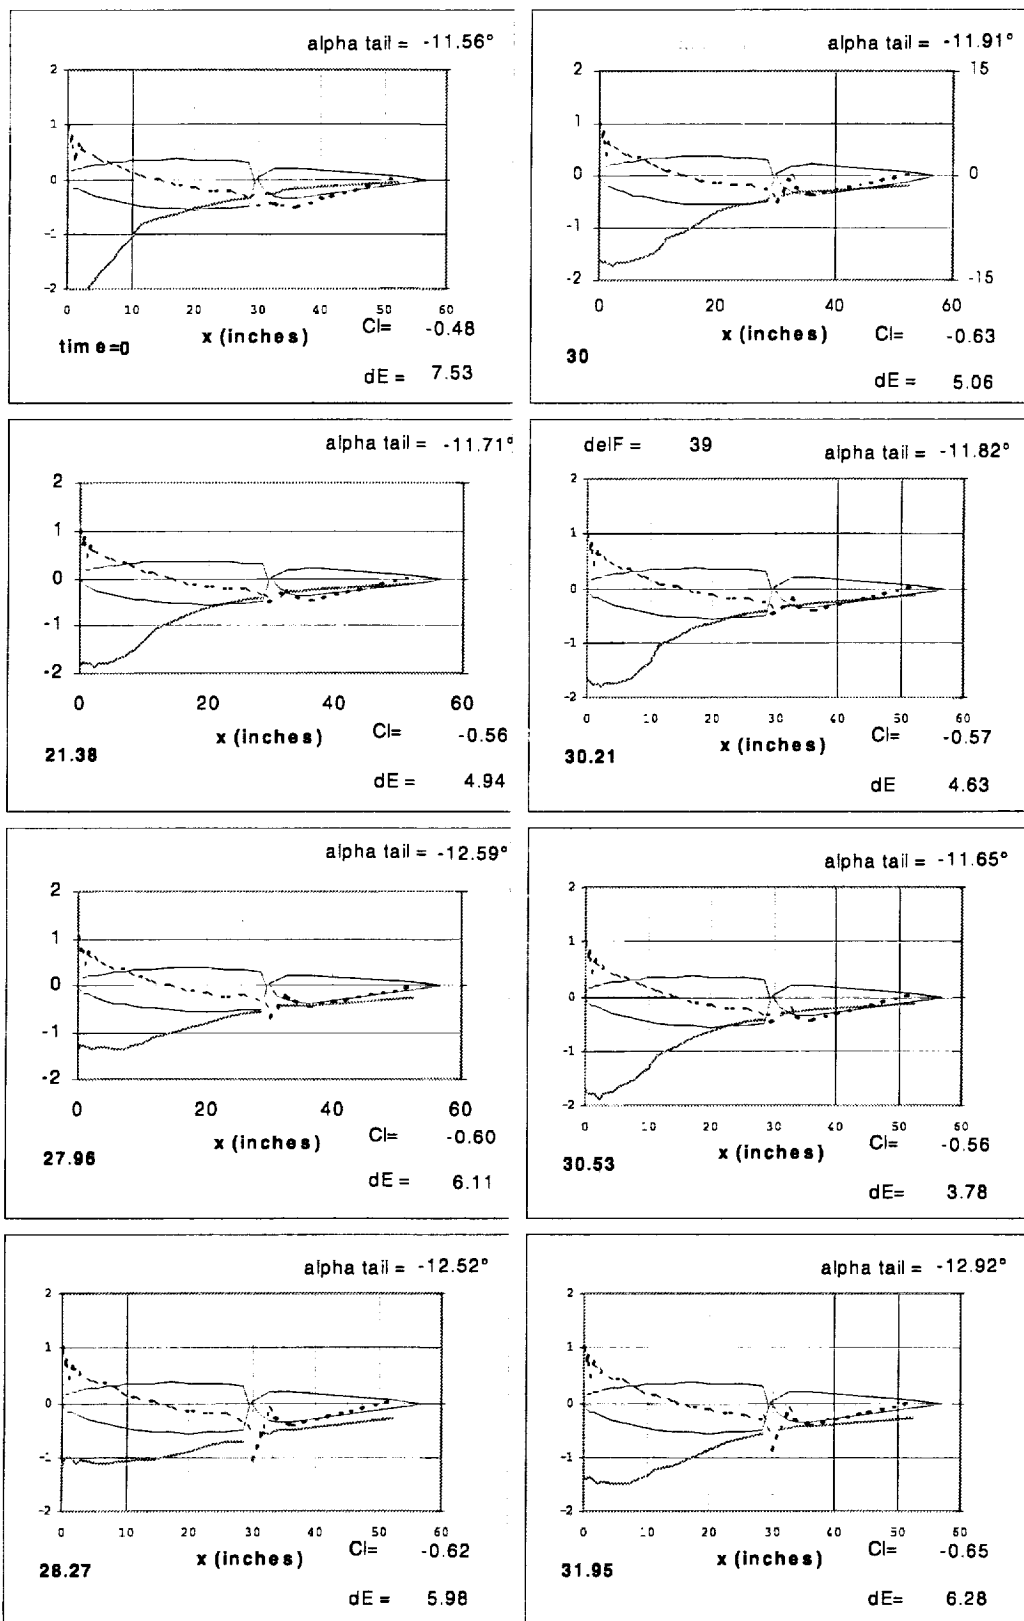 alpha tail = -11.56°
2
1
0
-1
-2
0 10 20 30 40 50 60
x (inches)
time=0
Cl= -0.48
dE = 7.53
alpha tail = -11.91°
2 15
1
0 0
-1
-2 -15
0 20 40 60
x (inches)
30
Cl= -0.63
dE = 5.06
alpha tail = -11.71°
2
1
0
-1
-2
0 20 40 60
x (inches)
21.38
Cl= -0.56
dE = 4.94
delF = 39
alpha tail = -11.82°
2
1
0
-1
-2
0 10 20 30 40 50 60
x (inches)
30.21
Cl= -0.57
dE 4.63
alpha tail = -12.59°
2
1
0
-1
-2
0 20 40 60
x (inches)
27.96
Cl= -0.60
dE = 6.11
alpha tail = -11.65°
2
1
0
-1
-2
0 10 20 30 40 50 60
x (inches)
30.53
Cl= -0.56
dE= 3.78
alpha tail = -12.52°
2
1
0
-1
-2
0 10 20 30 40 50 60
x (inches)
28.27
Cl= -0.62
dE = 5.98
alpha tail = -12.92°
2
1
0
-1
-2
0 10 20 30 40 50 60
x (inches)
31.95
Cl= -0.65
dE = 6.28